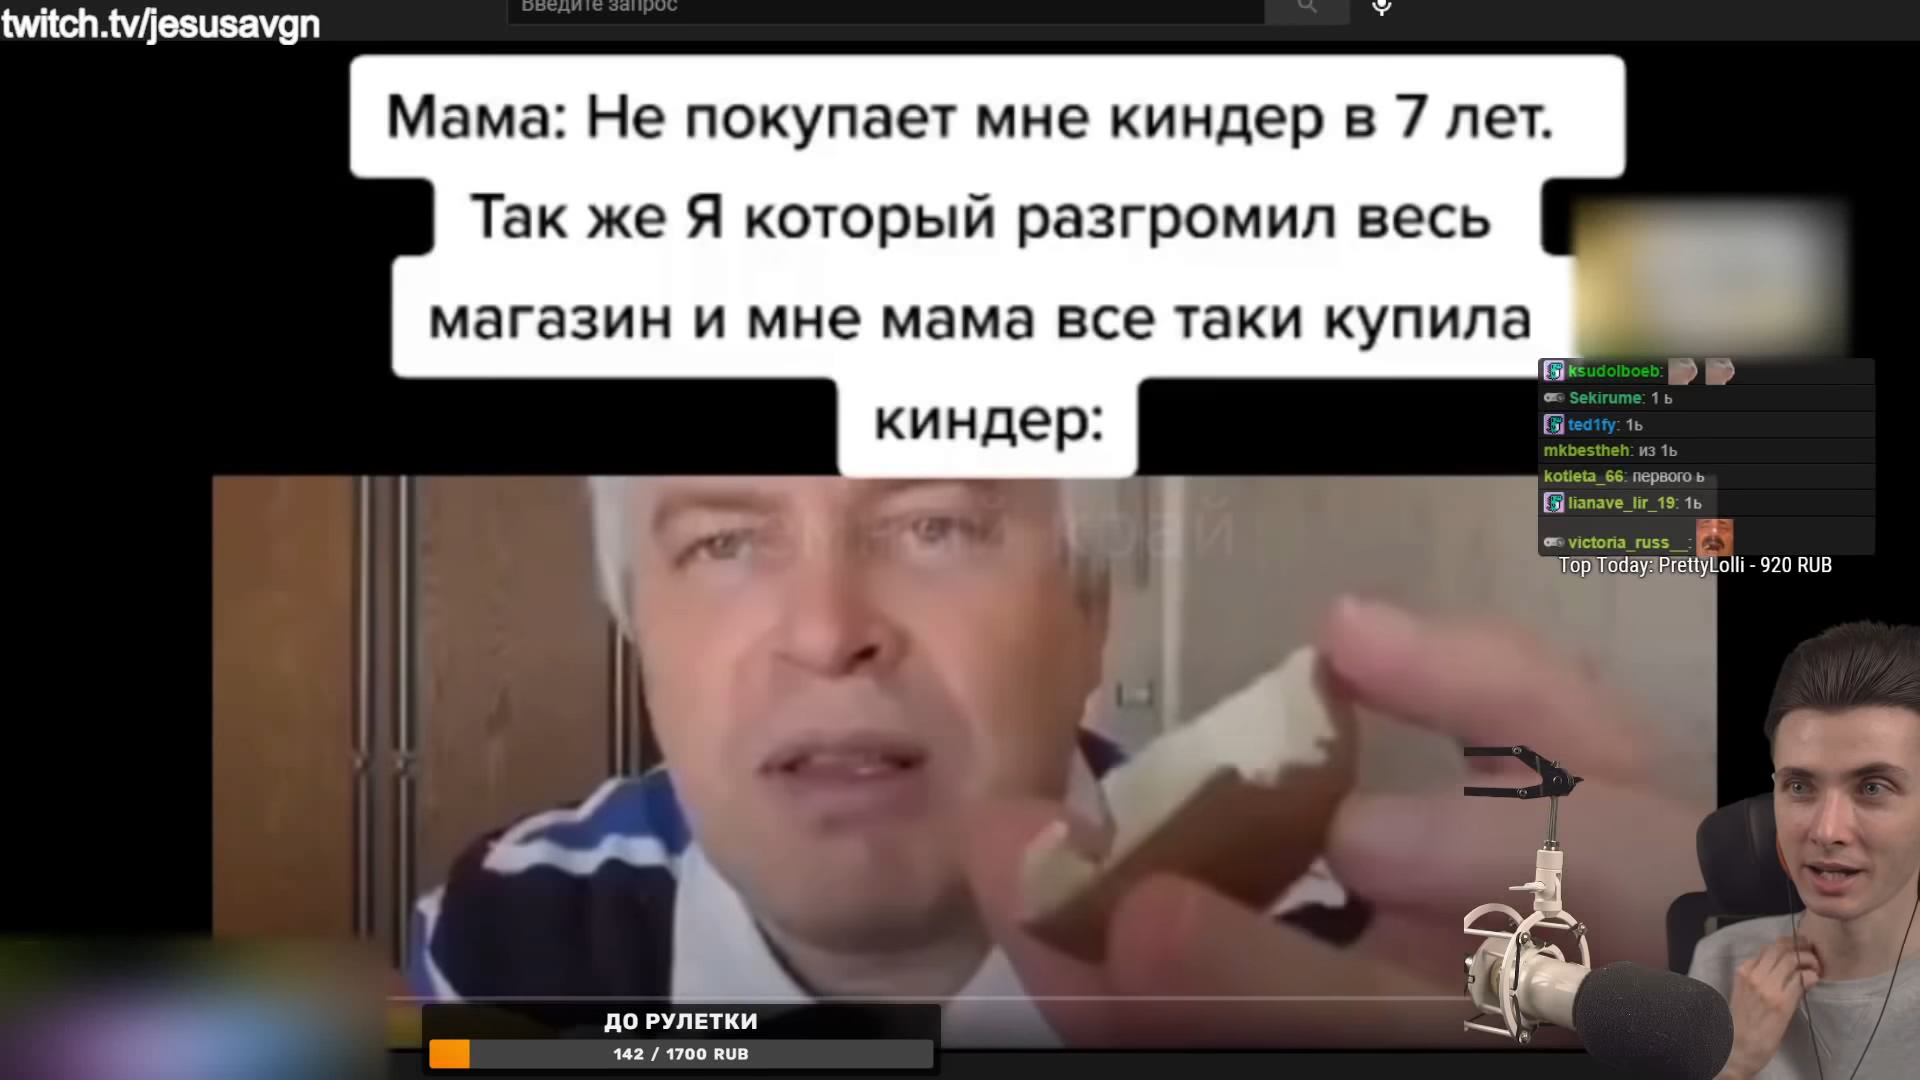 twitch.tv/jesusavgn
Введите запрос
Мама: Не покупает мне киндер в 7 лет.
Так же Я который разгромил весь
магазин и мне мама все таки купила
киндер:
край
ksudolboeb:
Sekirume: 1 ь
ted1fy: 1ь
mkbestheh: из 1ь
kotleta_66: первого ь
lianave_lir_19: 1ь
victoria_russ__:
Top Today: PrettyLolli - 920 RUB
ДО РУЛЕТКИ
142 / 1700 RUB